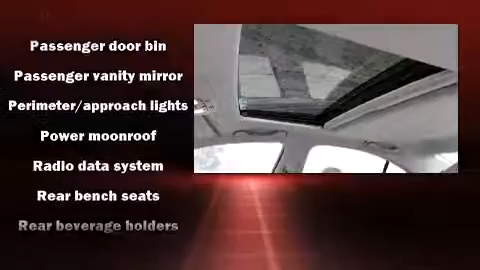 Passenger door bin
Passenger vanity mirror
Perimeter/approach lights
Power moonroof
Radio data system
Rear bench seats
Rear beverage holders